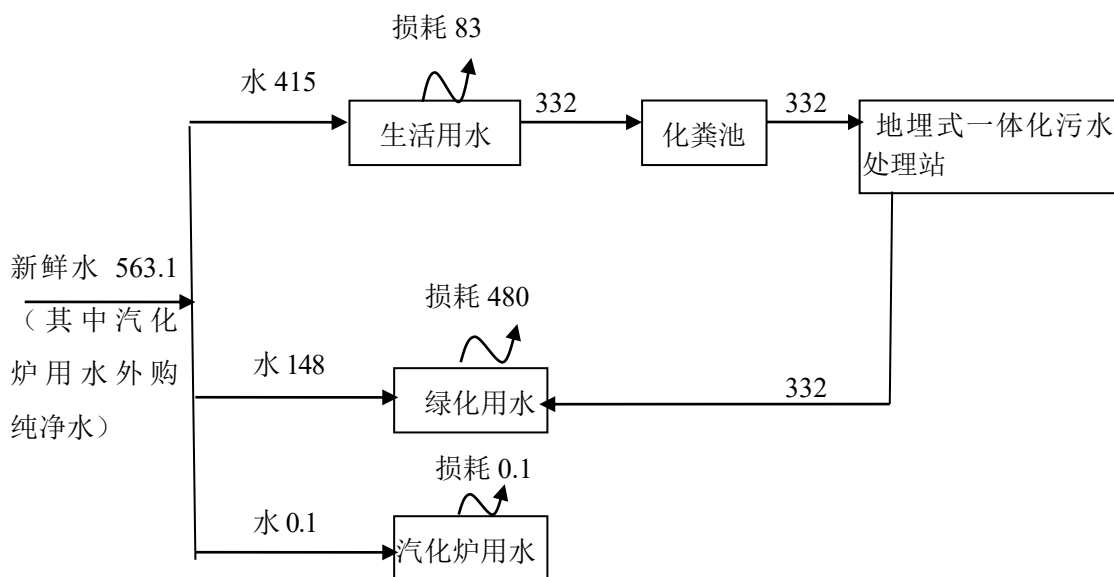 损耗 83
水 415
332
332
生活用水
化粪池
地埋式一体化污水
处理站
新鲜水 563.1
（其中汽化
炉用水外购
纯净水）
损耗 480
水 148
绿化用水
332
损耗 0.1
水 0.1
汽化炉用水